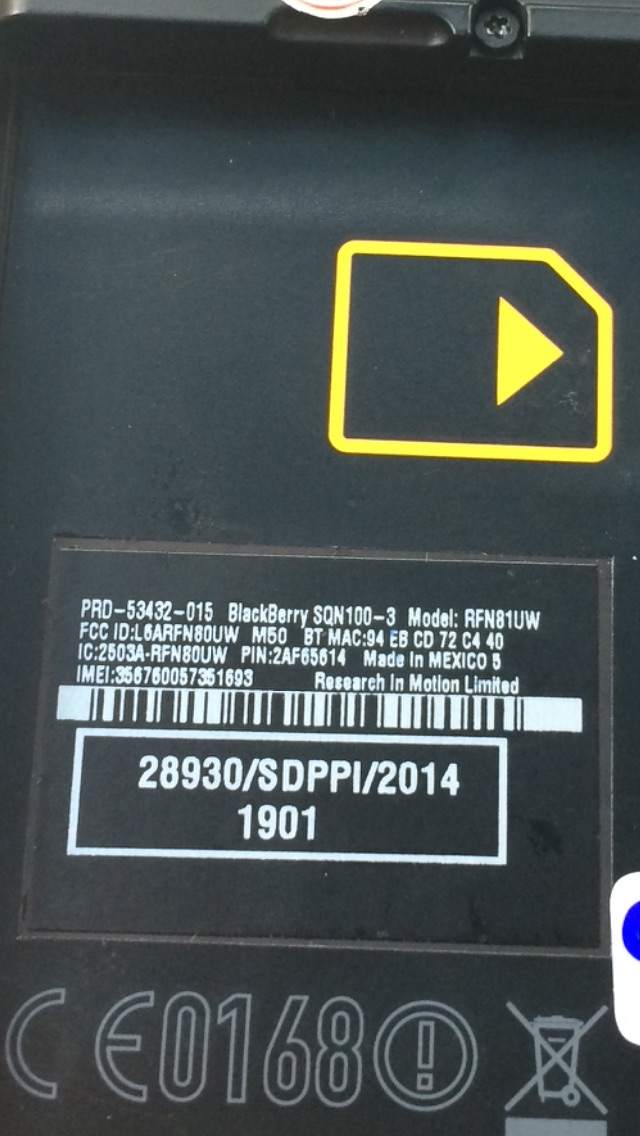 PRD-53432-015 BlackBerry SQN100-3 Model: RFN81UW
FCC ID:L6ARFN80UW M50 BT MAC:94 EB CD 72 C4 40
IC:2503A-RFN80UW PIN:2AF65614 Made In MEXICO 5
IMEI:356760057351693 Research In Motion Limited
28930/SDPPI/2014
1901
CE0168